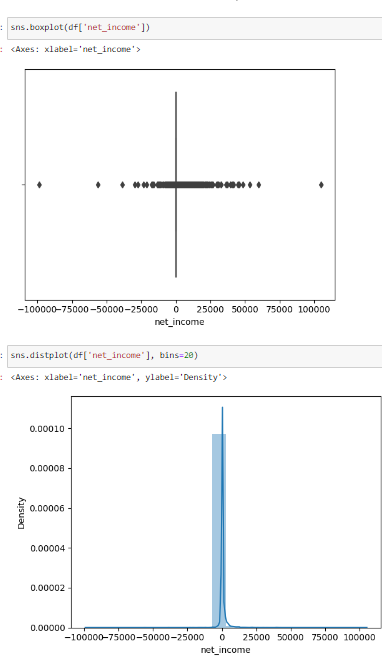 : sns.boxplot(df['net_income'])
: <Axes: xlabel='net_income'>
−100000−75000 −50000 −25000 0 25000 50000 75000 100000
net_income
: sns.distplot(df['net_income'], bins=20)
: <Axes: xlabel='net_income', ylabel='Density'>
0.00010
0.00008
0.00006
Density
0.00004
0.00002
0.00000
−100000−75000−50000−25000 0 25000 50000 75000 100000
net_income